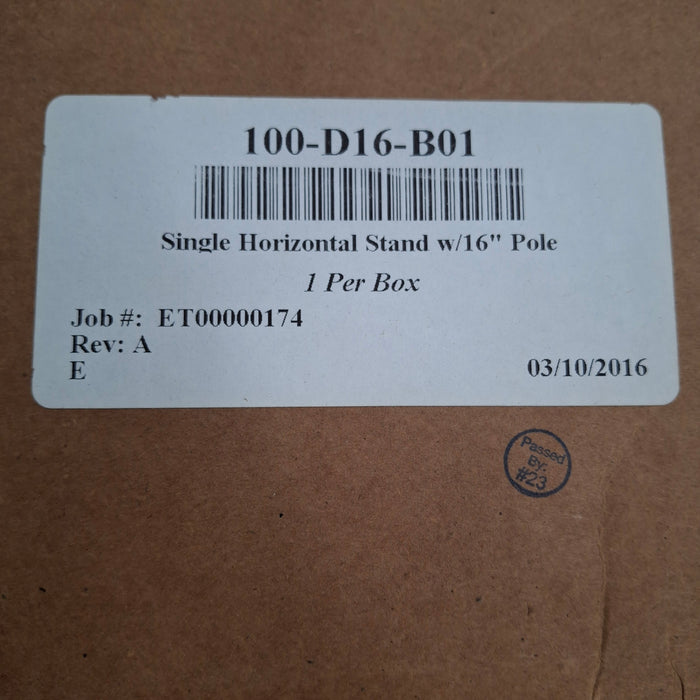 100-D16-B01
Single Horizontal Stand w/16" Pole
1 Per Box
Job #: ET00000174
Rev: A
E
03/10/2016
Passed
By:
#23